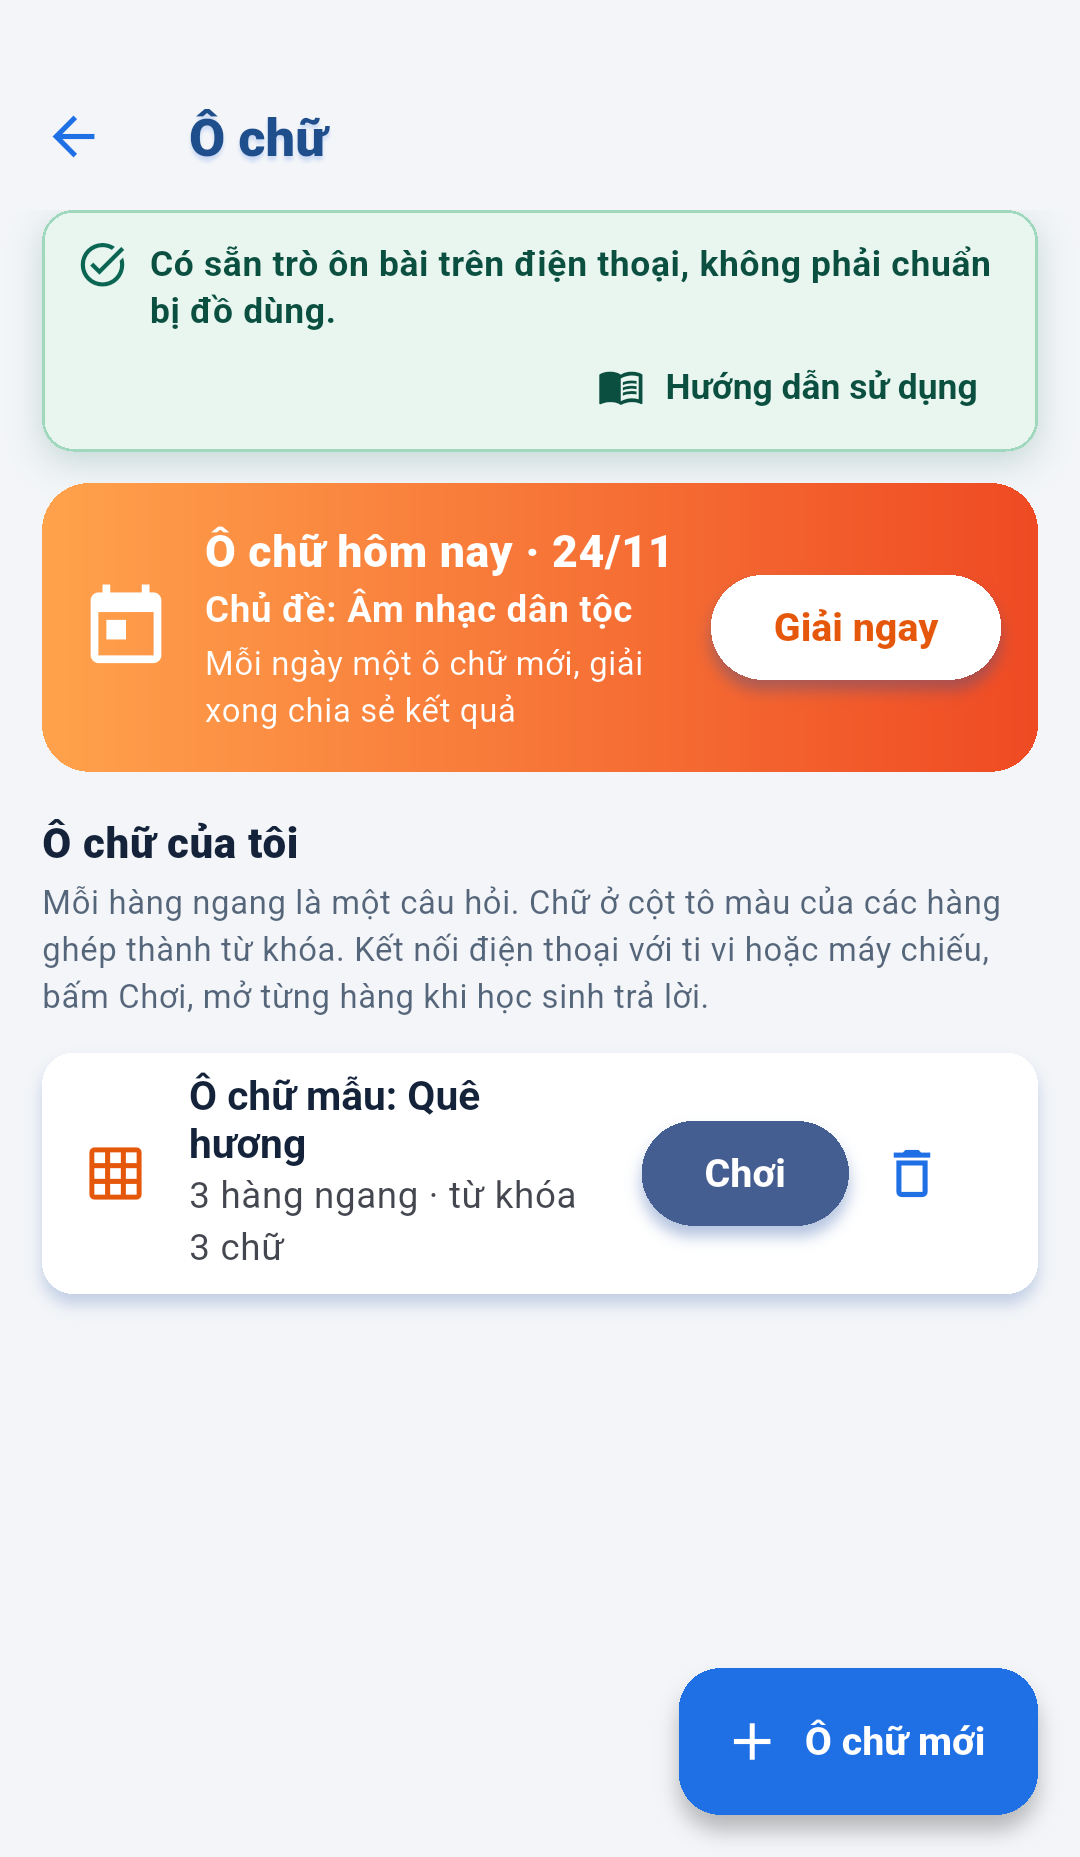 Ô chữ
Có sẵn trò ôn bài trên điện thoại, không phải chuẩn
bị đồ dùng.
Hướng dẫn sử dụng
Ô chữ hôm nay · 24/11
Chủ đề: Âm nhạc dân tộc
Mỗi ngày một ô chữ mới, giải
xong chia sẻ kết quả
Giải ngay
Ô chữ của tôi
Mỗi hàng ngang là một câu hỏi. Chữ ở cột tô màu của các hàng
ghép thành từ khóa. Kết nối điện thoại với ti vi hoặc máy chiếu,
bấm Chơi, mở từng hàng khi học sinh trả lời.
Ô chữ mẫu: Quê
hương
3 hàng ngang · từ khóa
3 chữ
Chơi
Ô chữ mới